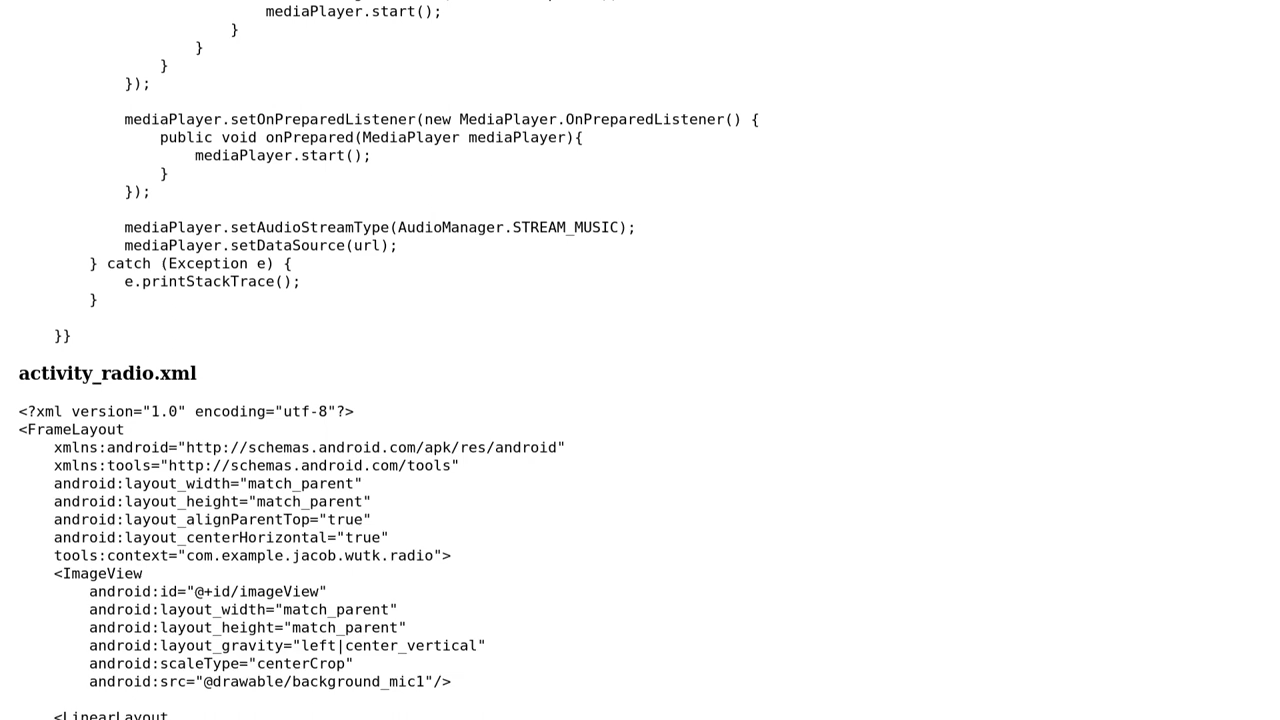 mediaPlayer.start();
}
}
}
});
mediaPlayer.setOnPreparedListener(new MediaPlayer.OnPreparedListener() {
public void onPrepared(MediaPlayer mediaPlayer){
mediaPlayer.start();
}
});
mediaPlayer.setAudioStreamType(AudioManager.STREAM_MUSIC);
mediaPlayer.setDataSource(url);
} catch (Exception e) {
e.printStackTrace();
}
}}
activity_radio.xml
<?xml version="1.0" encoding="utf-8"?>
<FrameLayout
xmlns:android="http://schemas.android.com/apk/res/android"
xmlns:tools="http://schemas.android.com/tools"
android:layout_width="match_parent"
android:layout_height="match_parent"
android:layout_alignParentTop="true"
android:layout_centerHorizontal="true"
tools:context="com.example.jacob.wutk.radio">
<ImageView
android:id="@+id/imageView"
android:layout_width="match_parent"
android:layout_height="match_parent"
android:layout_gravity="left|center_vertical"
android:scaleType="centerCrop"
android:src="@drawable/background_mic1"/>
<LinearLayout